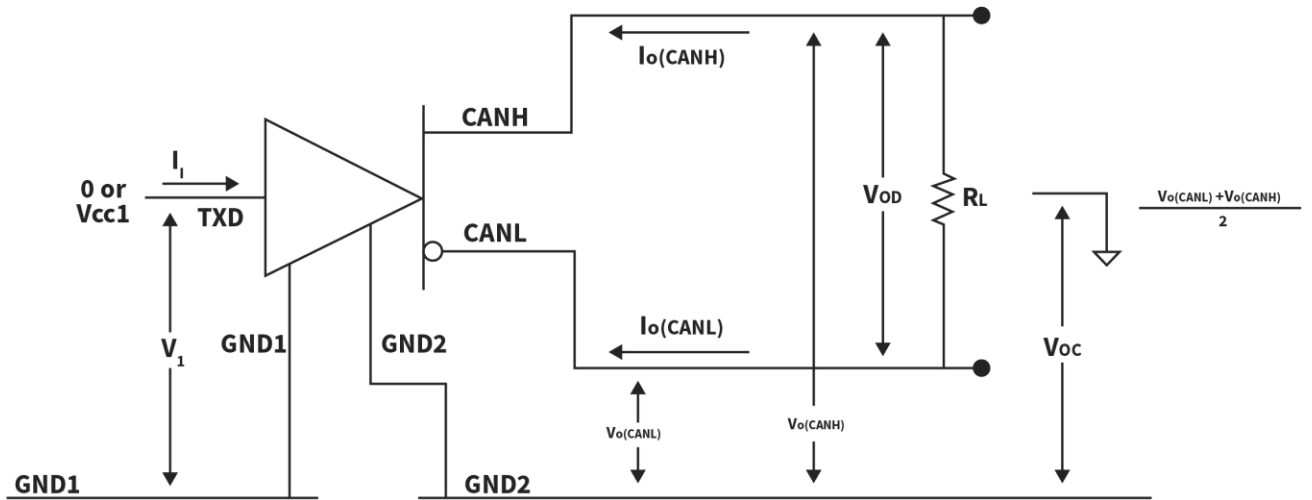 Io(CANH)
CANH
II
0 or
Vcc1
TXD
VOD
RL
Vo(CANL) +Vo(CANH)
2
CANL
Io(CANL)
GND1
GND2
V1
VOC
Vo(CANL)
Vo(CANH)
GND1
GND2